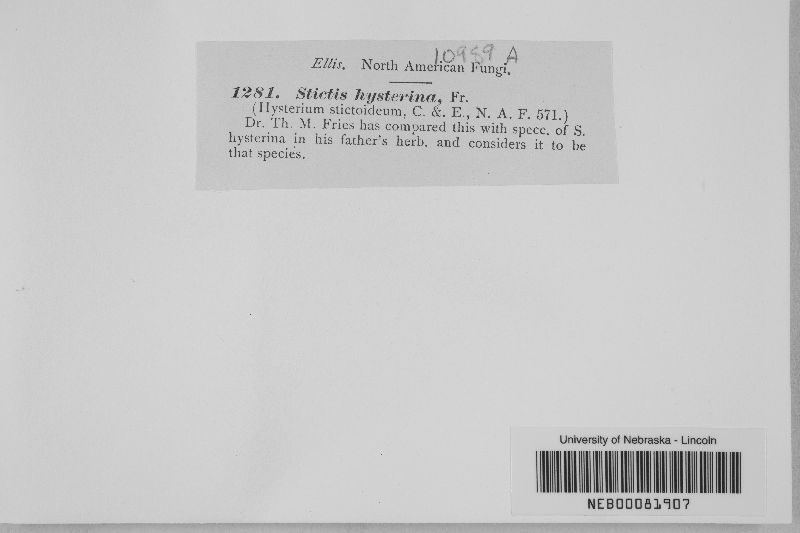 10959 A
Ellis. North American Fungi.
1281. Stictis hysterina, Fr.
(Hysterium stictoideum, C. & E., N. A. F. 571.)
Dr. Th. M. Fries has compared this with spece. of S.
hysterina in his father's herb. and considers it to be
that species.
University of Nebraska - Lincoln
NEB00081907